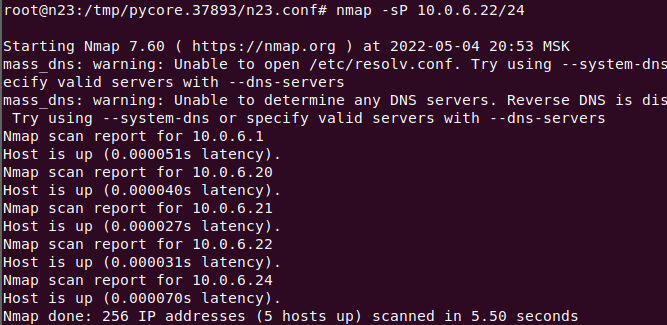 root@n23:/tmp/pycore.37893/n23.conf# nmap -sP 10.0.6.22/24

Starting Nmap 7.60 ( https://nmap.org ) at 2022-05-04 20:53 MSK
mass_dns: warning: Unable to open /etc/resolv.conf. Try using --system-dns
ecify valid servers with --dns-servers
mass_dns: warning: Unable to determine any DNS servers. Reverse DNS is dis
Try using --system-dns or specify valid servers with --dns-servers
Nmap scan report for 10.0.6.1
Host is up (0.000051s latency).
Nmap scan report for 10.0.6.20
Host is up (0.000040s latency).
Nmap scan report for 10.0.6.21
Host is up (0.000027s latency).
Nmap scan report for 10.0.6.22
Host is up (0.000031s latency).
Nmap scan report for 10.0.6.24
Host is up (0.000070s latency).
Nmap done: 256 IP addresses (5 hosts up) scanned in 5.50 seconds